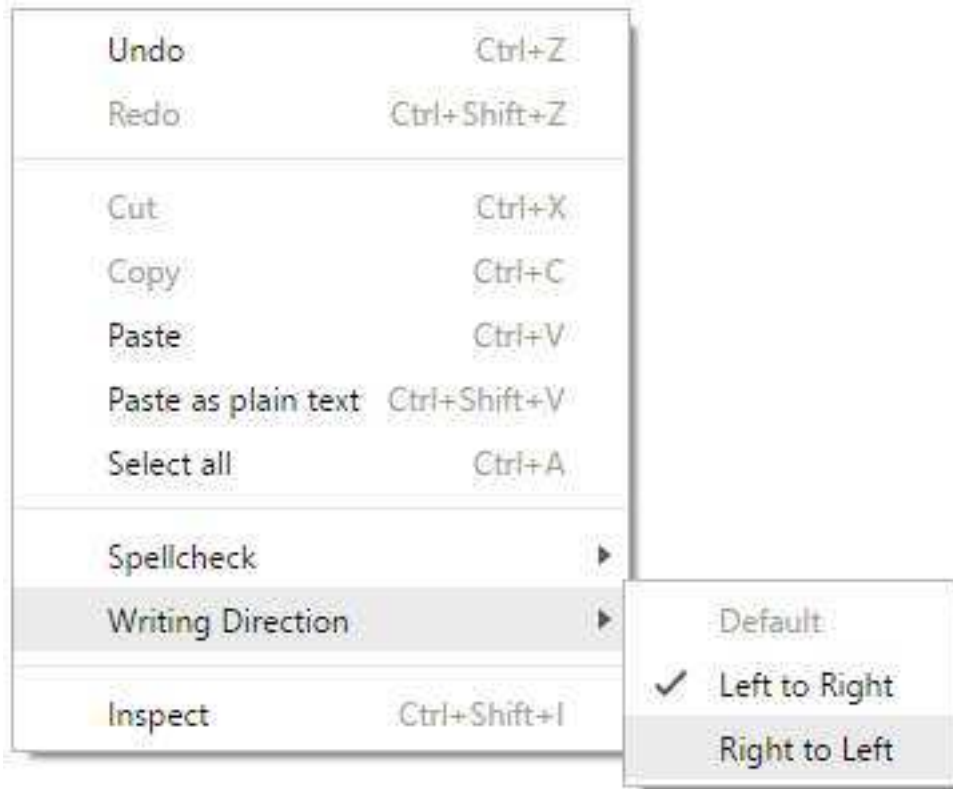 Undo Ctrl+Z
Redo Ctrl+Shift+Z
Cut Ctrl+X
Copy Ctrl+C
Paste Ctrl+V
Paste as plain text Ctrl+Shift+V
Select all Ctrl+A
Spellcheck
Writing Direction
Default
Left to Right
Inspect Ctrl+Shift+I
Right to Left